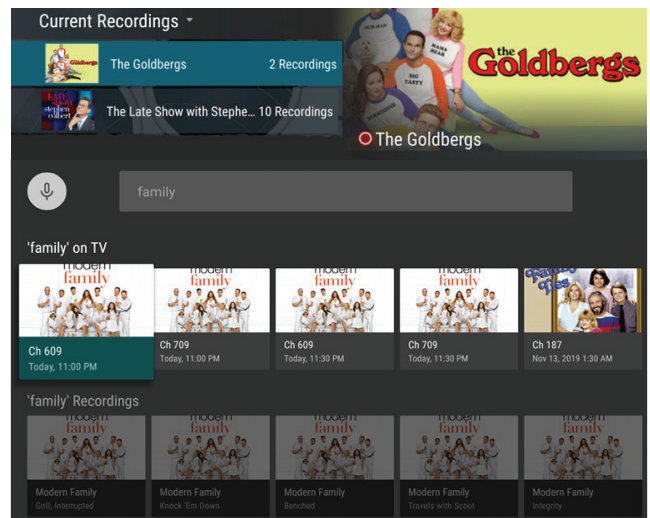 Current Recordings
The Goldbergs 2 Recordings
The Late Show with Stephe... 10 Recordings
the Goldbergs
The Goldbergs
family
'family' on TV
modern family
modern family
modern family
modern family
Family Ties
Ch 609
Today, 11:00 PM
Ch 709
Today, 11:00 PM
Ch 609
Today, 11:30 PM
Ch 709
Today, 11:30 PM
Ch 187
Nov 13, 2019 1:30 AM
'family' Recordings
modern family
modern family
modern family
modern family
modern family
Modern Family
Grill, Interrupted
Modern Family
Knock 'Em Down
Modern Family
Benched
Modern Family
Travels with Scout
Modern Family
Integrity